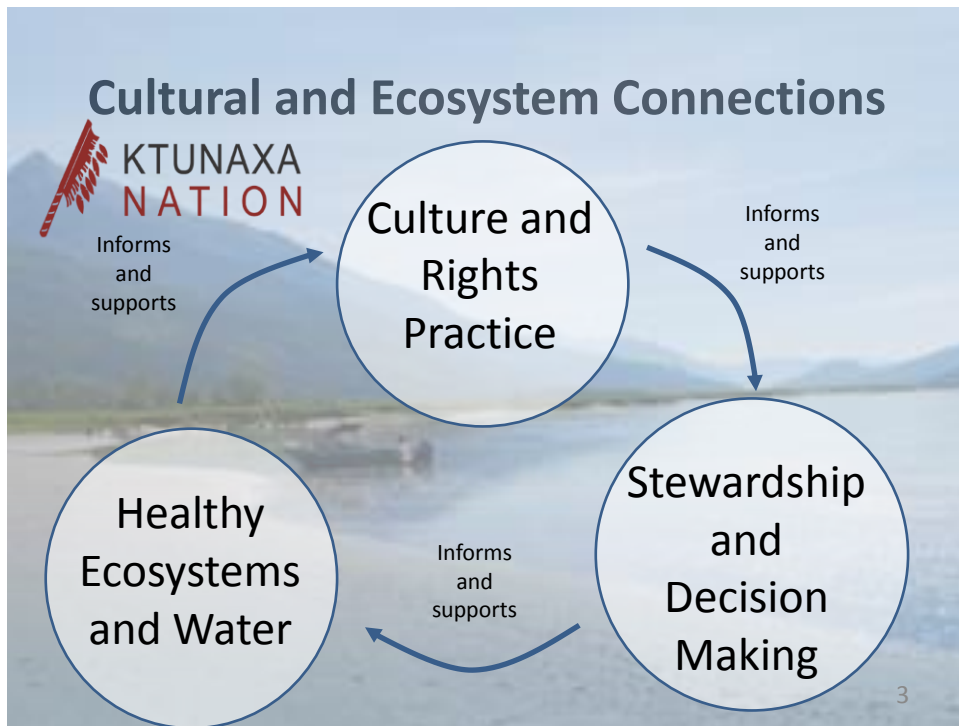 Cultural and Ecosystem Connections
KTUNAXA
NATION
Informs
and
supports
Culture and
Rights
Practice
Informs
and
supports
Healthy
Ecosystems
and Water
Informs
and
supports
Stewardship
and
Decision
Making
3